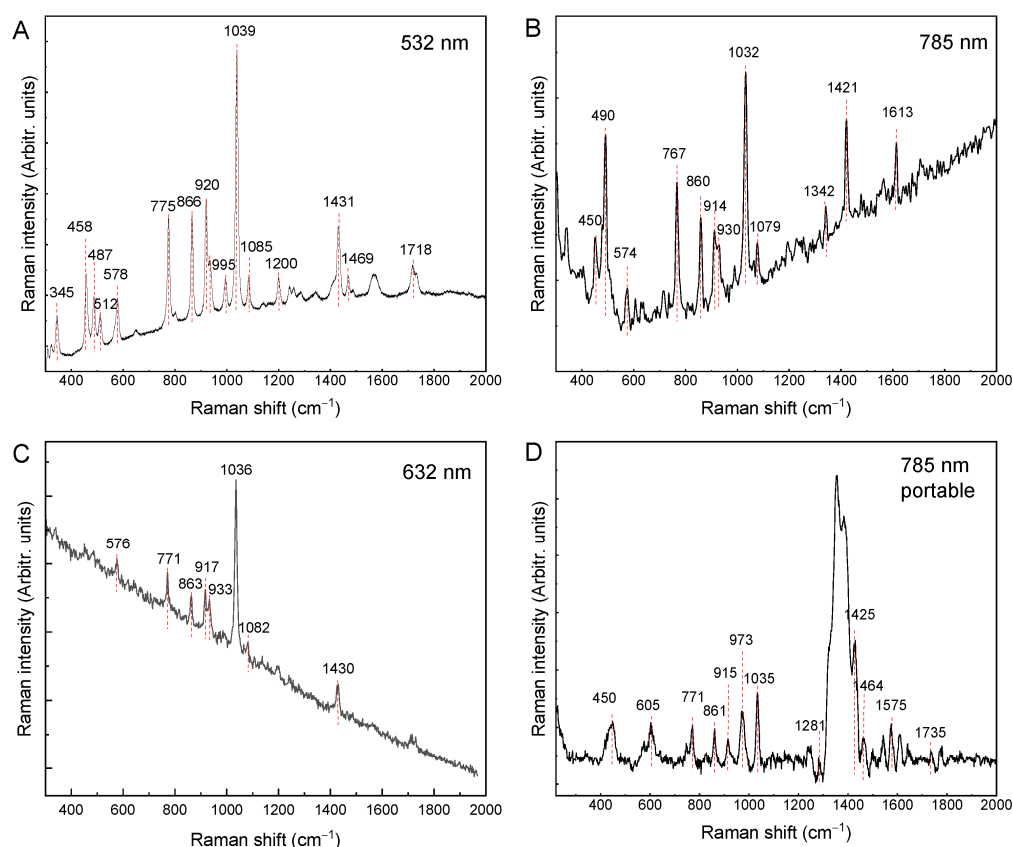 A
532 nm
1039
920
775
866
1431
458
487
578
1085
1718
995
1200
1469
345
512
Raman intensity (Arbitr. units)
400 600 800 1000 1200 1400 1600 1800 2000
Raman shift (cm⁻¹)
B
785 nm
1032
1421
490
1613
767
860
914
1342
450
930
1079
574
Raman intensity (Arbitr. units)
400 600 800 1000 1200 1400 1600 1800 2000
Raman shift (cm⁻¹)
C
632 nm
1036
576
771
917
863
933
1082
1430
Raman intensity (Arbitr. units)
400 600 800 1000 1200 1400 1600 1800 2000
Raman shift (cm⁻¹)
D
785 nm
portable
1425
973
915
464
450
605
771
861
1035
1281
1575
1735
Raman intensity (Arbitr. units)
400 600 800 1000 1200 1400 1600 1800 2000
Raman shift (cm⁻¹)